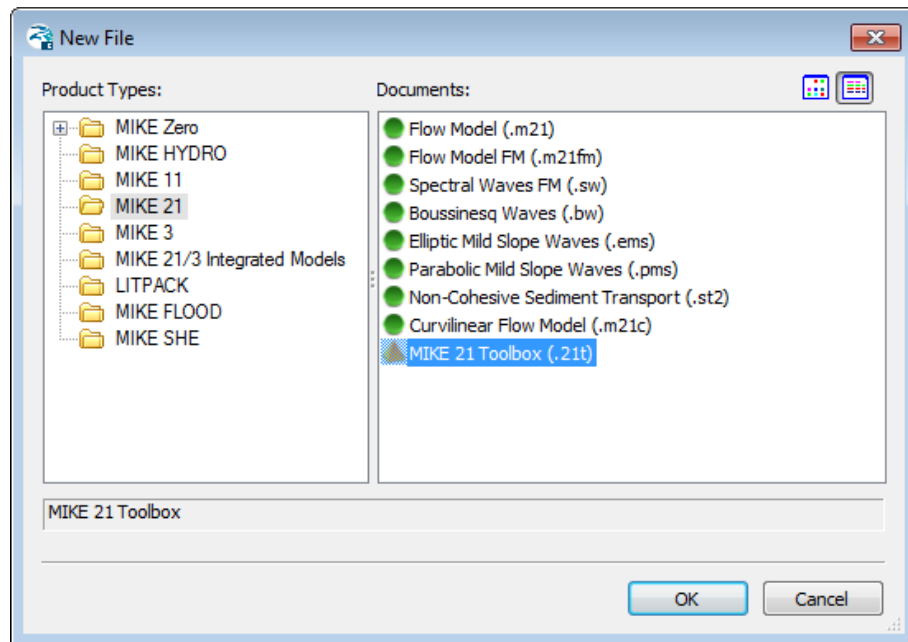 New File
Product Types:
Documents:
MIKE Zero
MIKE HYDRO
MIKE 11
MIKE 21
MIKE 3
MIKE 21/3 Integrated Models
LITPACK
MIKE FLOOD
MIKE SHE
Flow Model (.m21)
Flow Model FM (.m21fm)
Spectral Waves FM (.sw)
Boussinesq Waves (.bw)
Elliptic Mild Slope Waves (.ems)
Parabolic Mild Slope Waves (.pms)
Non-Cohesive Sediment Transport (.st2)
Curvilinear Flow Model (.m21c)
MIKE 21 Toolbox (.21t)
MIKE 21 Toolbox
OK
Cancel